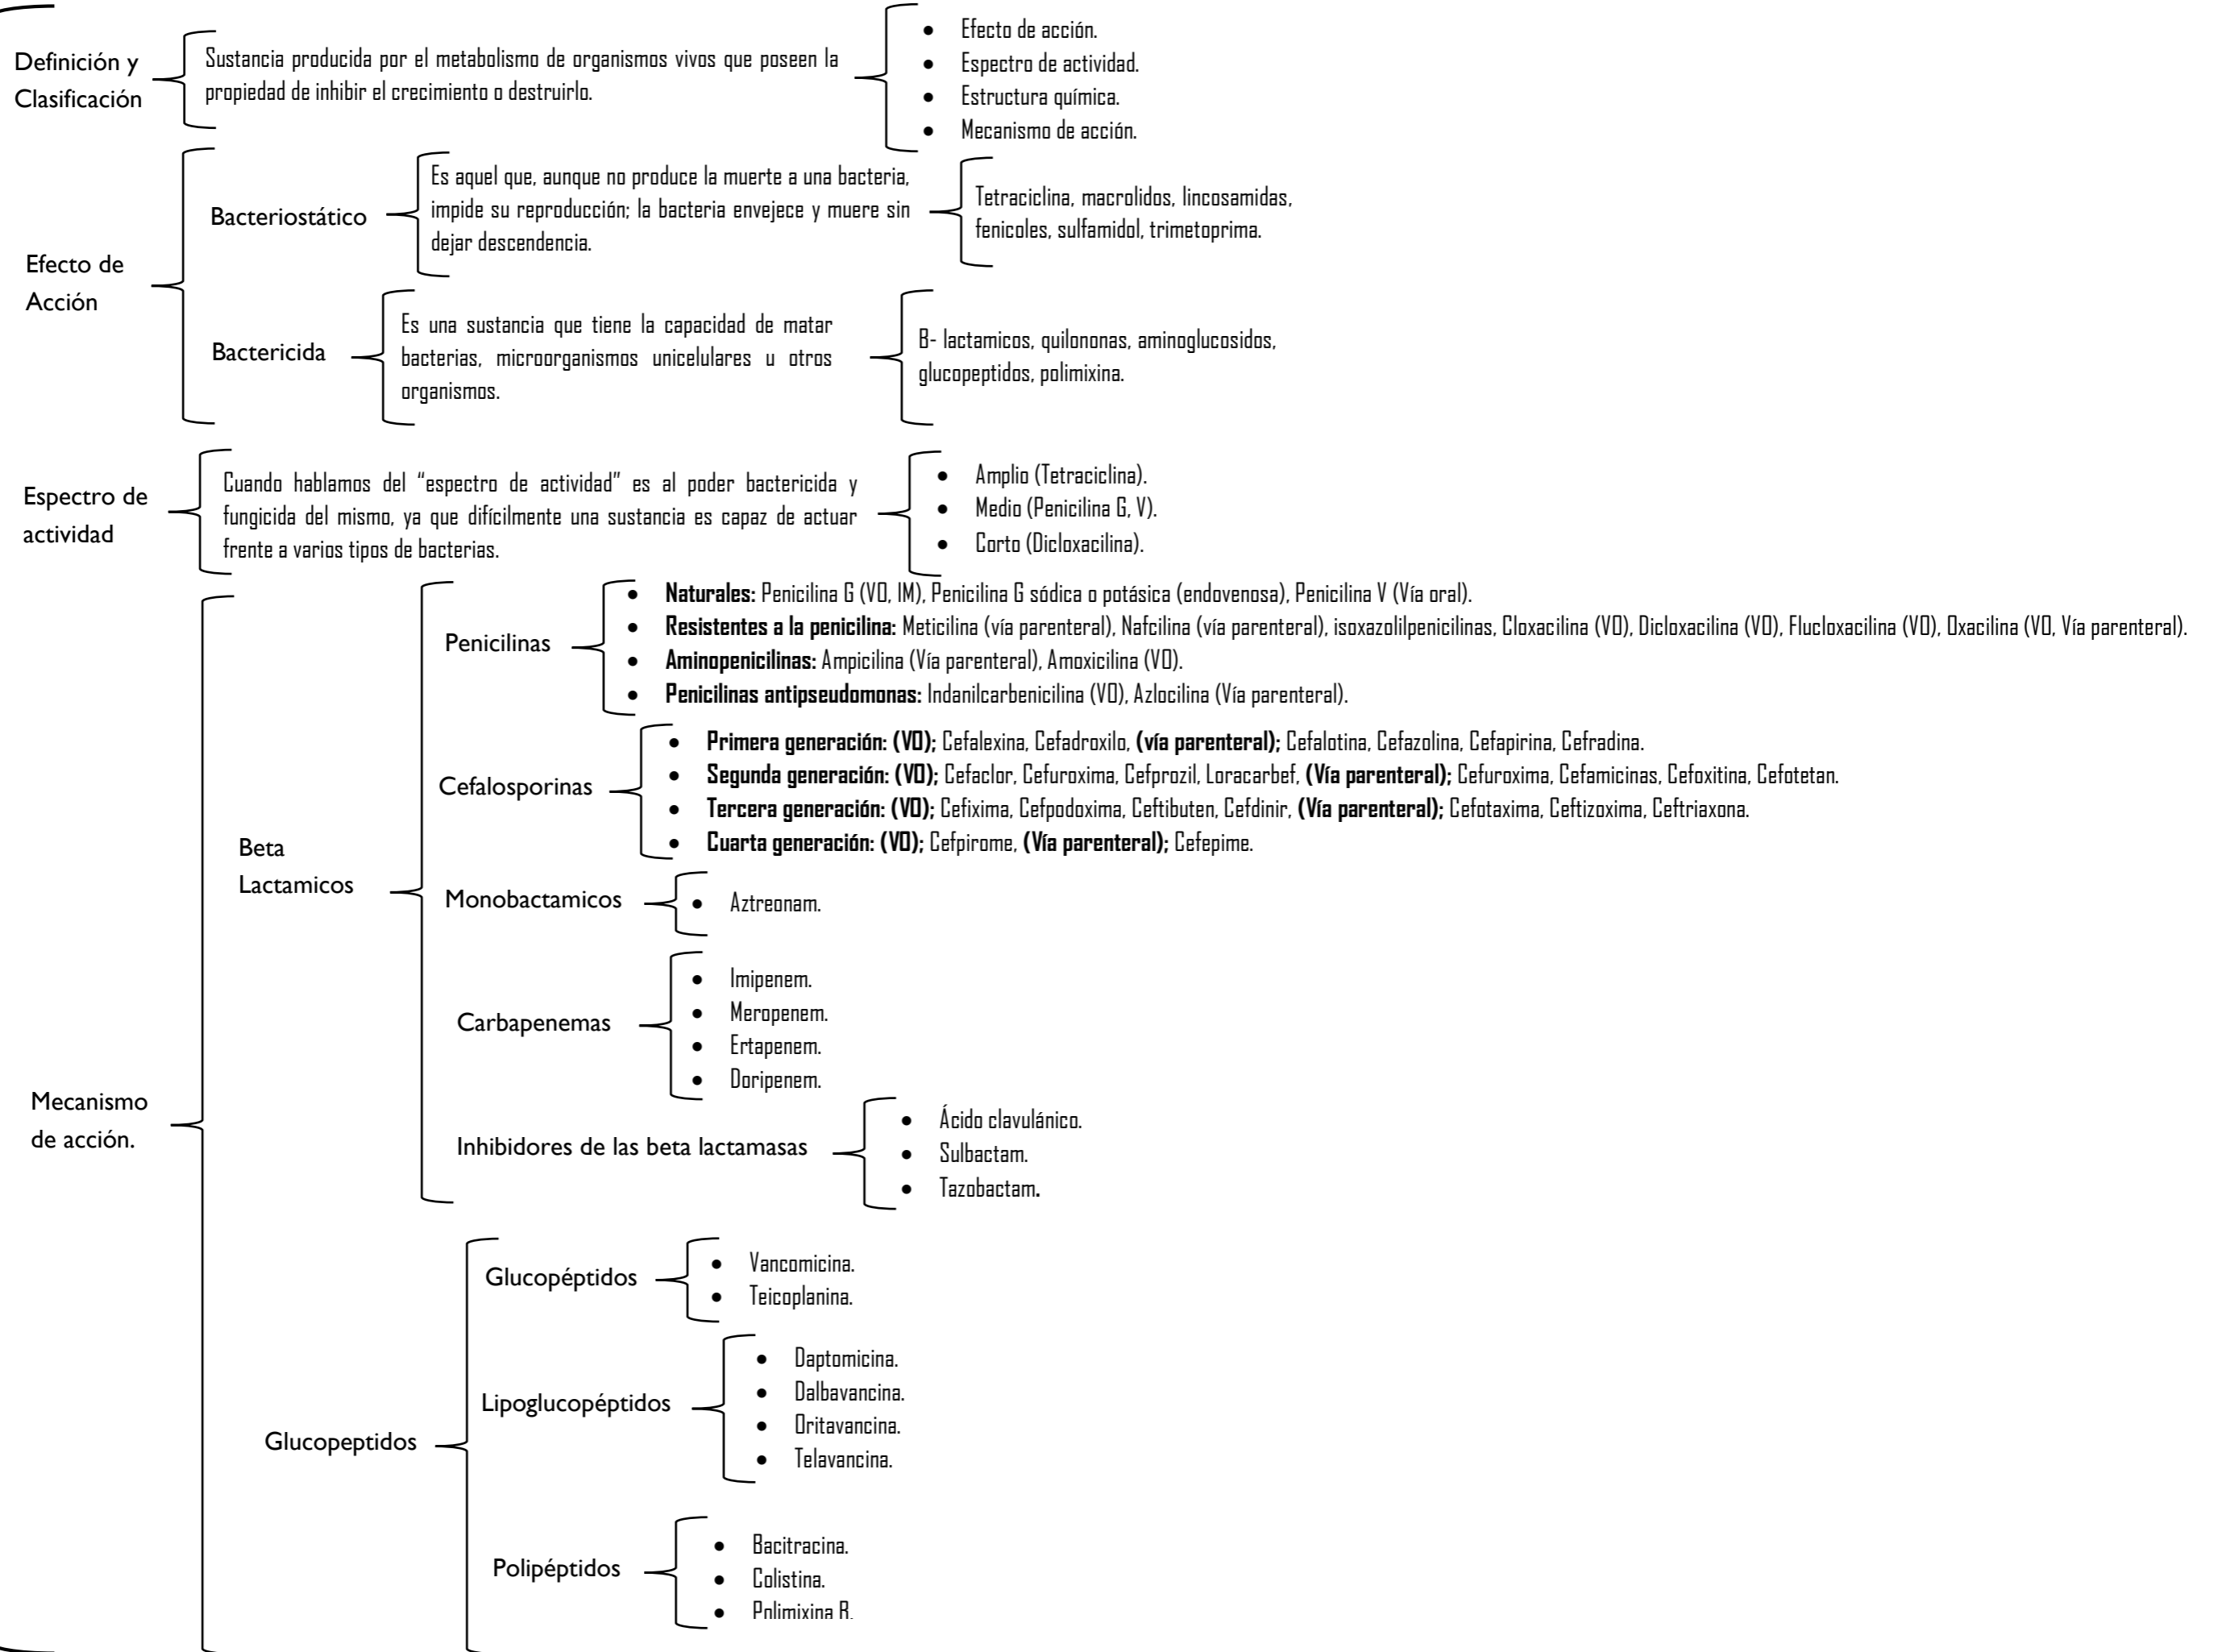 Definición y
Clasificación
Sustancia producida por el metabolismo de organismos vivos que poseen la
propiedad de inhibir el crecimiento o destruirlo.
• Efecto de acción.
• Espectro de actividad.
• Estructura química.
• Mecanismo de acción.
Efecto de
Acción
Bacteriostático
Es aquel que, aunque no produce la muerte a una bacteria,
impide su reproducción; la bacteria envejece y muere sin
dejar descendencia.
Tetraciclina, macrolidos, lincosamidas,
fenicoles, sulfamidol, trimetoprima.
Bactericida
Es una sustancia que tiene la capacidad de matar
bacterias, microorganismos unicelulares u otros
organismos.
B- lactamicos, quilononas, aminoglucosidos,
glucopeptidos, polimixina.
Espectro de
actividad
Cuando hablamos del “espectro de actividad” es al poder bactericida y
fungicida del mismo, ya que difícilmente una sustancia es capaz de actuar
frente a varios tipos de bacterias.
• Amplio (Tetraciclina).
• Medio (Penicilina G, V).
• Corto (Dicloxacilina).
Mecanismo
de acción.
Beta
Lactamicos
Penicilinas
• Naturales: Penicilina G (VO, IM), Penicilina G sódica o potásica (endovenosa), Penicilina V (Vía oral).
• Resistentes a la penicilina: Meticilina (vía parenteral), Nafcilina (vía parenteral), isoxazolilpenicilinas, Cloxacilina (VO), Dicloxacilina (VO), Flucloxacilina (VO), Oxacilina (VO, Vía parenteral).
• Aminopenicilinas: Ampicilina (Vía parenteral), Amoxicilina (VO).
• Penicilinas antipseudomonas: Indanilcarbenicilina (VO), Azlocilina (Vía parenteral).
Cefalosporinas
• Primera generación: (VO); Cefalexina, Cefadroxilo, (vía parenteral); Cefalotina, Cefazolina, Cefapirina, Cefradina.
• Segunda generación: (VO); Cefaclor, Cefuroxima, Cefprozil, Loracarbef, (Vía parenteral); Cefuroxima, Cefamicinas, Cefoxitina, Cefotetan.
• Tercera generación: (VO); Cefixima, Cefpodoxima, Ceftibuten, Cefdinir, (Vía parenteral); Cefotaxima, Ceftizoxima, Ceftriaxona.
• Cuarta generación: (VO); Cefpirome, (Vía parenteral); Cefepime.
Monobactamicos
• Aztreonam.
Carbapenemas
• Imipenem.
• Meropenem.
• Ertapenem.
• Doripenem.
Inhibidores de las beta lactamasas
• Ácido clavulánico.
• Sulbactam.
• Tazobactam.
Glucopeptidos
Glucopéptidos
• Vancomicina.
• Teicoplanina.
Lipoglucopéptidos
• Daptomicina.
• Dalbavancina.
• Oritavancina.
• Telavancina.
Polipéptidos
• Bacitracina.
• Colistina.
• Polimixina